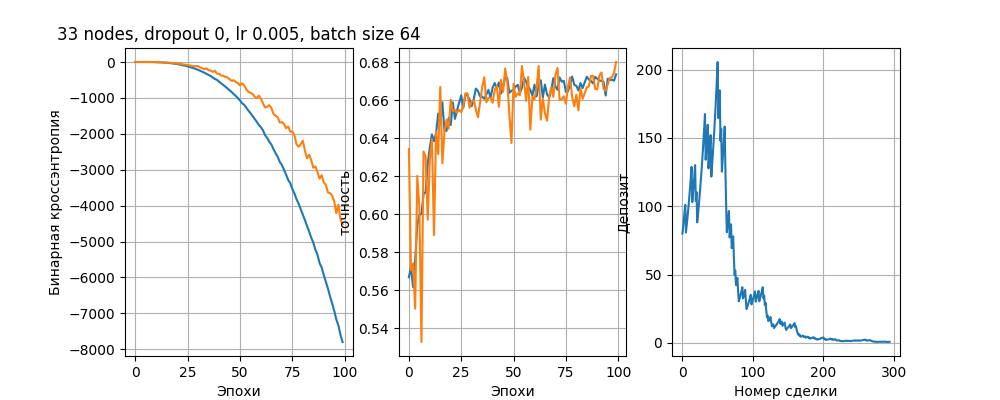 33 nodes, dropout 0, lr 0.005, batch size 64
Бинарная кроссэнтропия
0
−1000
−2000
−3000
−4000
−5000
−6000
−7000
−8000
0 25 50 75 100
Эпохи
точность
0.68
0.66
0.64
0.62
0.60
0.58
0.56
0.54
0 25 50 75 100
Эпохи
Депозит
200
150
100
50
0
0 100 200 300
Номер сделки